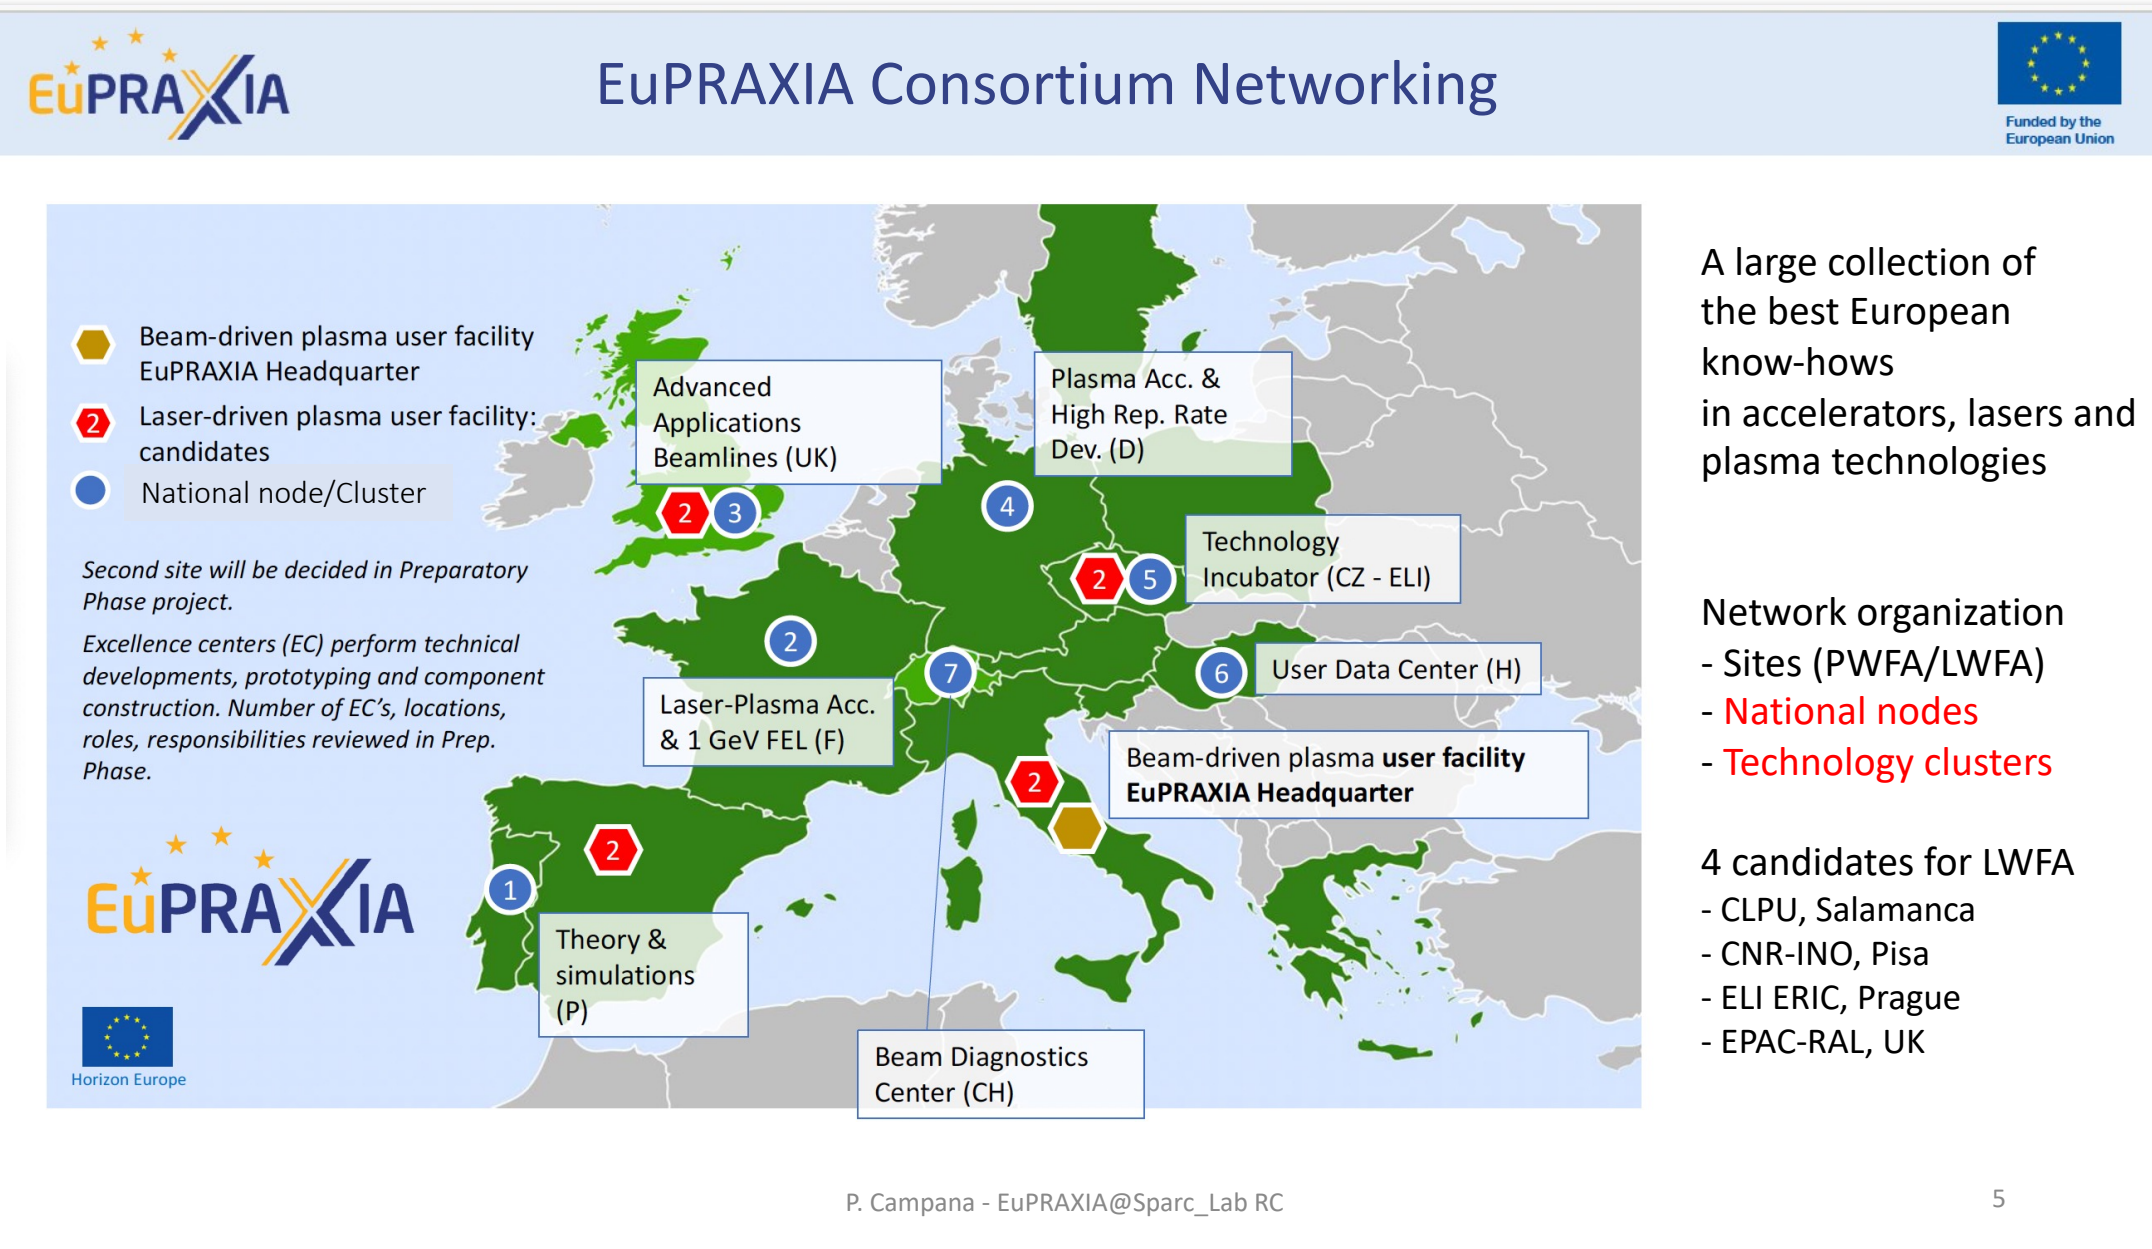 EuPRAXIA
EuPRAXIA Consortium Networking
Funded by the
European Union
Beam-driven plasma user facility
EuPRAXIA Headquarter
2
Laser-driven plasma user facility:
candidates
National node/Cluster
Second site will be decided in Preparatory
Phase project.
Excellence centers (EC) perform technical
developments, prototyping and component
construction. Number of EC’s, locations,
roles, responsibilities reviewed in Prep.
Phase.
EuPRAXIA
Horizon Europe
Advanced
Applications
Beamlines (UK)
2
3
Plasma Acc. &
High Rep. Rate
Dev. (D)
4
Technology
Incubator (CZ - ELI)
2
5
2
Laser-Plasma Acc.
& 1 GeV FEL (F)
7
6
User Data Center (H)
Beam-driven plasma user facility
EuPRAXIA Headquarter
2
2
1
Theory &
simulations
(P)
Beam Diagnostics
Center (CH)
A large collection of
the best European
know-hows
in accelerators, lasers and
plasma technologies
Network organization
- Sites (PWFA/LWFA)
- National nodes
- Technology clusters
4 candidates for LWFA
- CLPU, Salamanca
- CNR-INO, Pisa
- ELI ERIC, Prague
- EPAC-RAL, UK
P. Campana - EuPRAXIA@Sparc_Lab RC
5